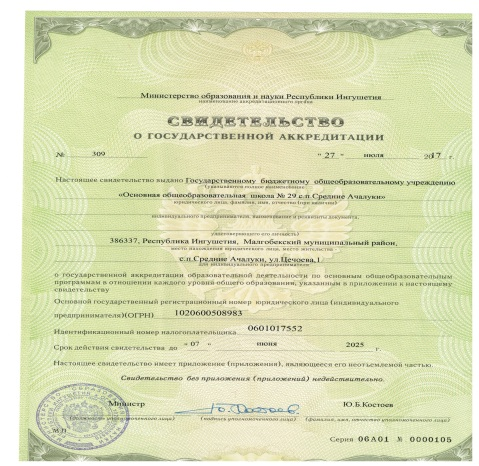 Министерство образования и науки Республики Ингушетия
наименование аккредитационного органа
СВИДЕТЕЛЬСТВО
О ГОСУДАРСТВЕННОЙ АККРЕДИТАЦИИ
№ 309 "27" июля 2017 г.
Настоящее свидетельство выдано Государственному бюджетному общеобразовательному учреждению
(указываются полное наименование
«Основная общеобразовательная школа № 29 с.п Средние Ачалуки»
юридического лица, фамилия, имя, отчество (при наличии)
индивидуального предпринимателя, наименование и реквизиты документа,
удостоверяющего его личность)
386337, Республика Ингушетия, Малгобекский муниципальный район,
место нахождения юридического лица, место жительства
с.п.Средние Ачалуки, ул.Цечоева,1.
для индивидуального предпринимателя
о государственной аккредитации образовательной деятельности по основным общеобразовательным
программам в отношении каждого уровня общего образования, указанным в приложении к настоящему
свидетельству
Основной государственный регистрационный номер юридического лица (индивидуального
предпринимателя)(ОГРН) 1020600508983
Идентификационный номер налогоплательщика 0601017552
Срок действия свидетельства до "07" июня 2025 г.
Настоящее свидетельство имеет приложение (приложения), являющееся его неотъемлемой частью.
Свидетельство без приложения (приложений) недействительно.
Министр Ю.Б.Костоев
(должность уполномоченного лица) (подпись уполномоченного лица) (фамилия, имя, отчество уполномоченного лица)
М.П.
Серия 06А01 № 0000105